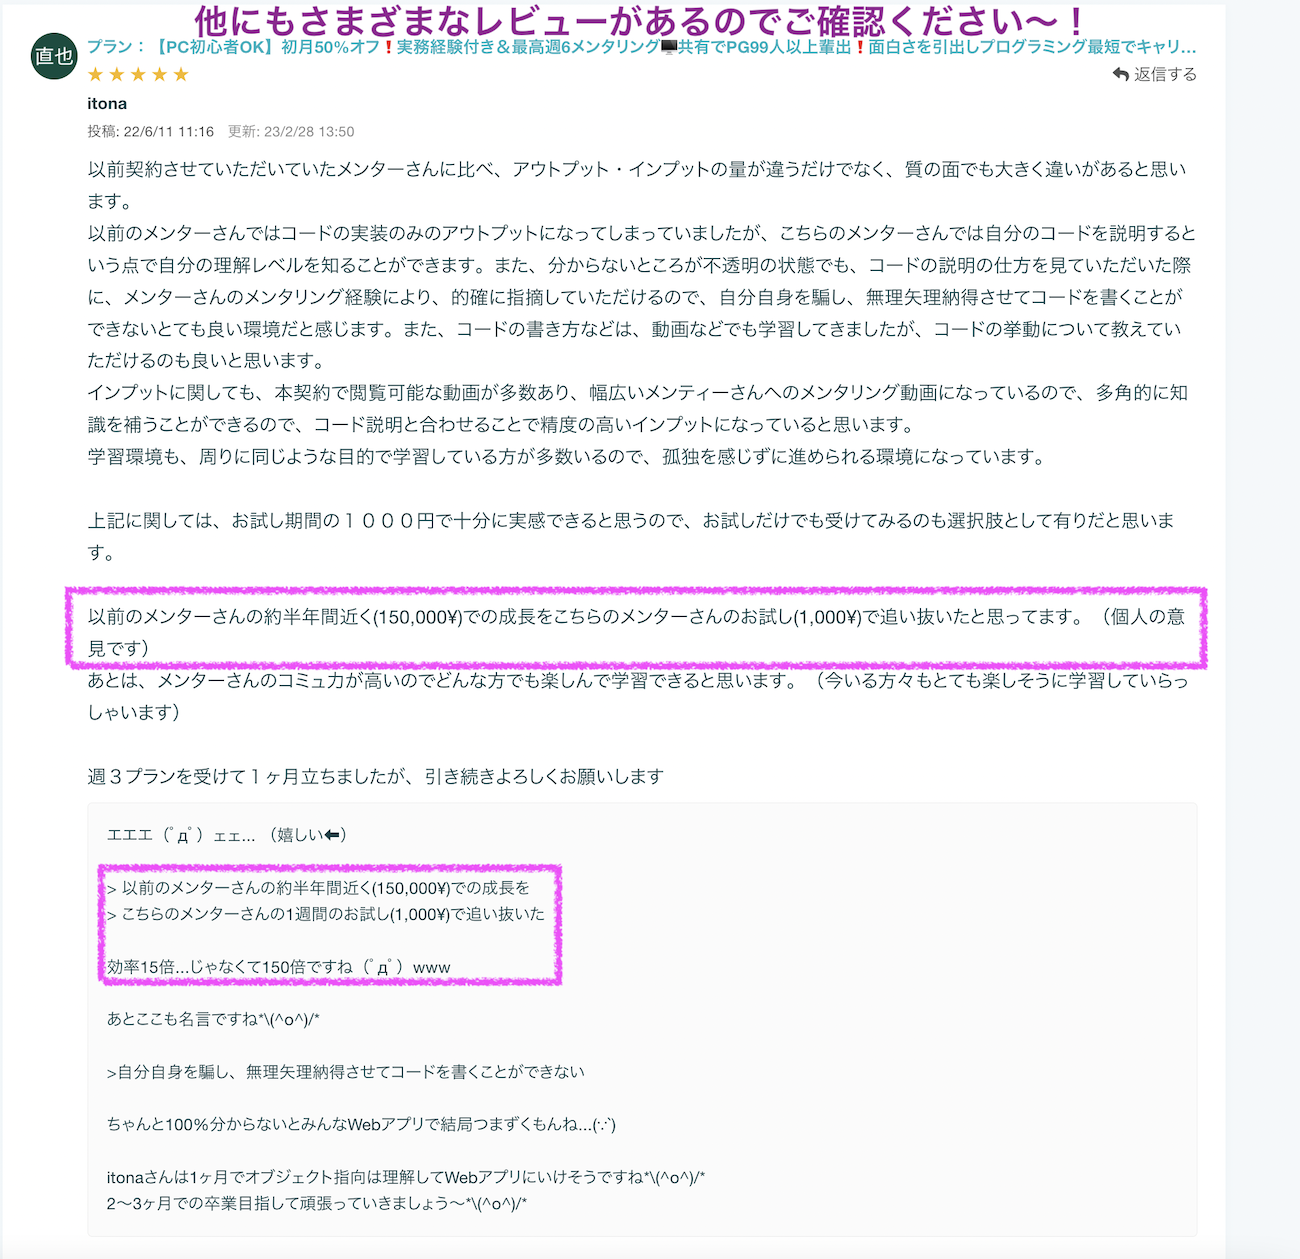 他にもさまざまなレビューがあるのでご確認ください〜！
直也
プラン：【PC初心者OK】初月50％オフ❗️実務経験付き＆最高週6メンタリング🖥️共有でPG99人以上輩出❗️面白さを引出しプログラミング最短でキャリ...
★★★★★
返信する
itona
投稿: 22/6/11 11:16 更新: 23/2/28 13:50
以前契約させていただいていたメンターさんに比べ、アウトプット・インプットの量が違うだけでなく、質の面でも大きく違いがあると思い
ます。
以前のメンターさんではコードの実装のみのアウトプットになってしまっていましたが、こちらのメンターさんでは自分のコードを説明すると
いう点で自分の理解レベルを知ることができます。また、分からないところが不透明の状態でも、コードの説明の仕方を見ていただいた際
に、メンターさんのメンタリング経験により、的確に指摘していただけるので、自分自身を騙し、無理矢理納得させてコードを書くことが
できないとても良い環境だと感じます。また、コードの書き方などは、動画などでも学習してきましたが、コードの挙動について教えてい
ただけるのも良いと思います。
インプットに関しても、本契約で閲覧可能な動画が多数あり、幅広いメンティーさんへのメンタリング動画になっているので、多角的に知
識を補うことができるので、コード説明と合わせることで精度の高いインプットになっていると思います。
学習環境も、周りに同じような目的で学習している方が多数いるので、孤独を感じずに進められる環境になっています。
上記に関しては、お試し期間の１０００円で十分に実感できると思うので、お試しだけでも受けてみるのも選択肢として有りだと思いま
す。
以前のメンターさんの約半年間近く(150,000¥)での成長をこちらのメンターさんのお試し(1,000¥)で追い抜いたと思ってます。（個人の意
見です）
あとは、メンターさんのコミュ力が高いのでどんな方でも楽しんで学習できると思います。（今いる方々もとても楽しそうに学習していらっ
しゃいます）
週３プランを受けて１ヶ月立ちましたが、引き続きよろしくお願いします
エエエ（ﾟдﾟ）ェェ...（嬉しい⬅）
> 以前のメンターさんの約半年間近く(150,000¥)での成長を
> こちらのメンターさんの1週間のお試し(1,000¥)で追い抜いた
効率15倍...じゃなくて150倍ですね（ﾟдﾟ）www
あとここも名言ですね*\(^o^)/*
>自分自身を騙し、無理矢理納得させてコードを書くことができない
ちゃんと100％分からないとみんなWebアプリで結局つまずくもんね...(∵`)
itonaさんは1ヶ月でオブジェクト指向は理解してWebアプリにいけそうですね*\(^o^)/*
2〜3ヶ月での卒業目指して頑張っていきましょう〜*\(^o^)/*